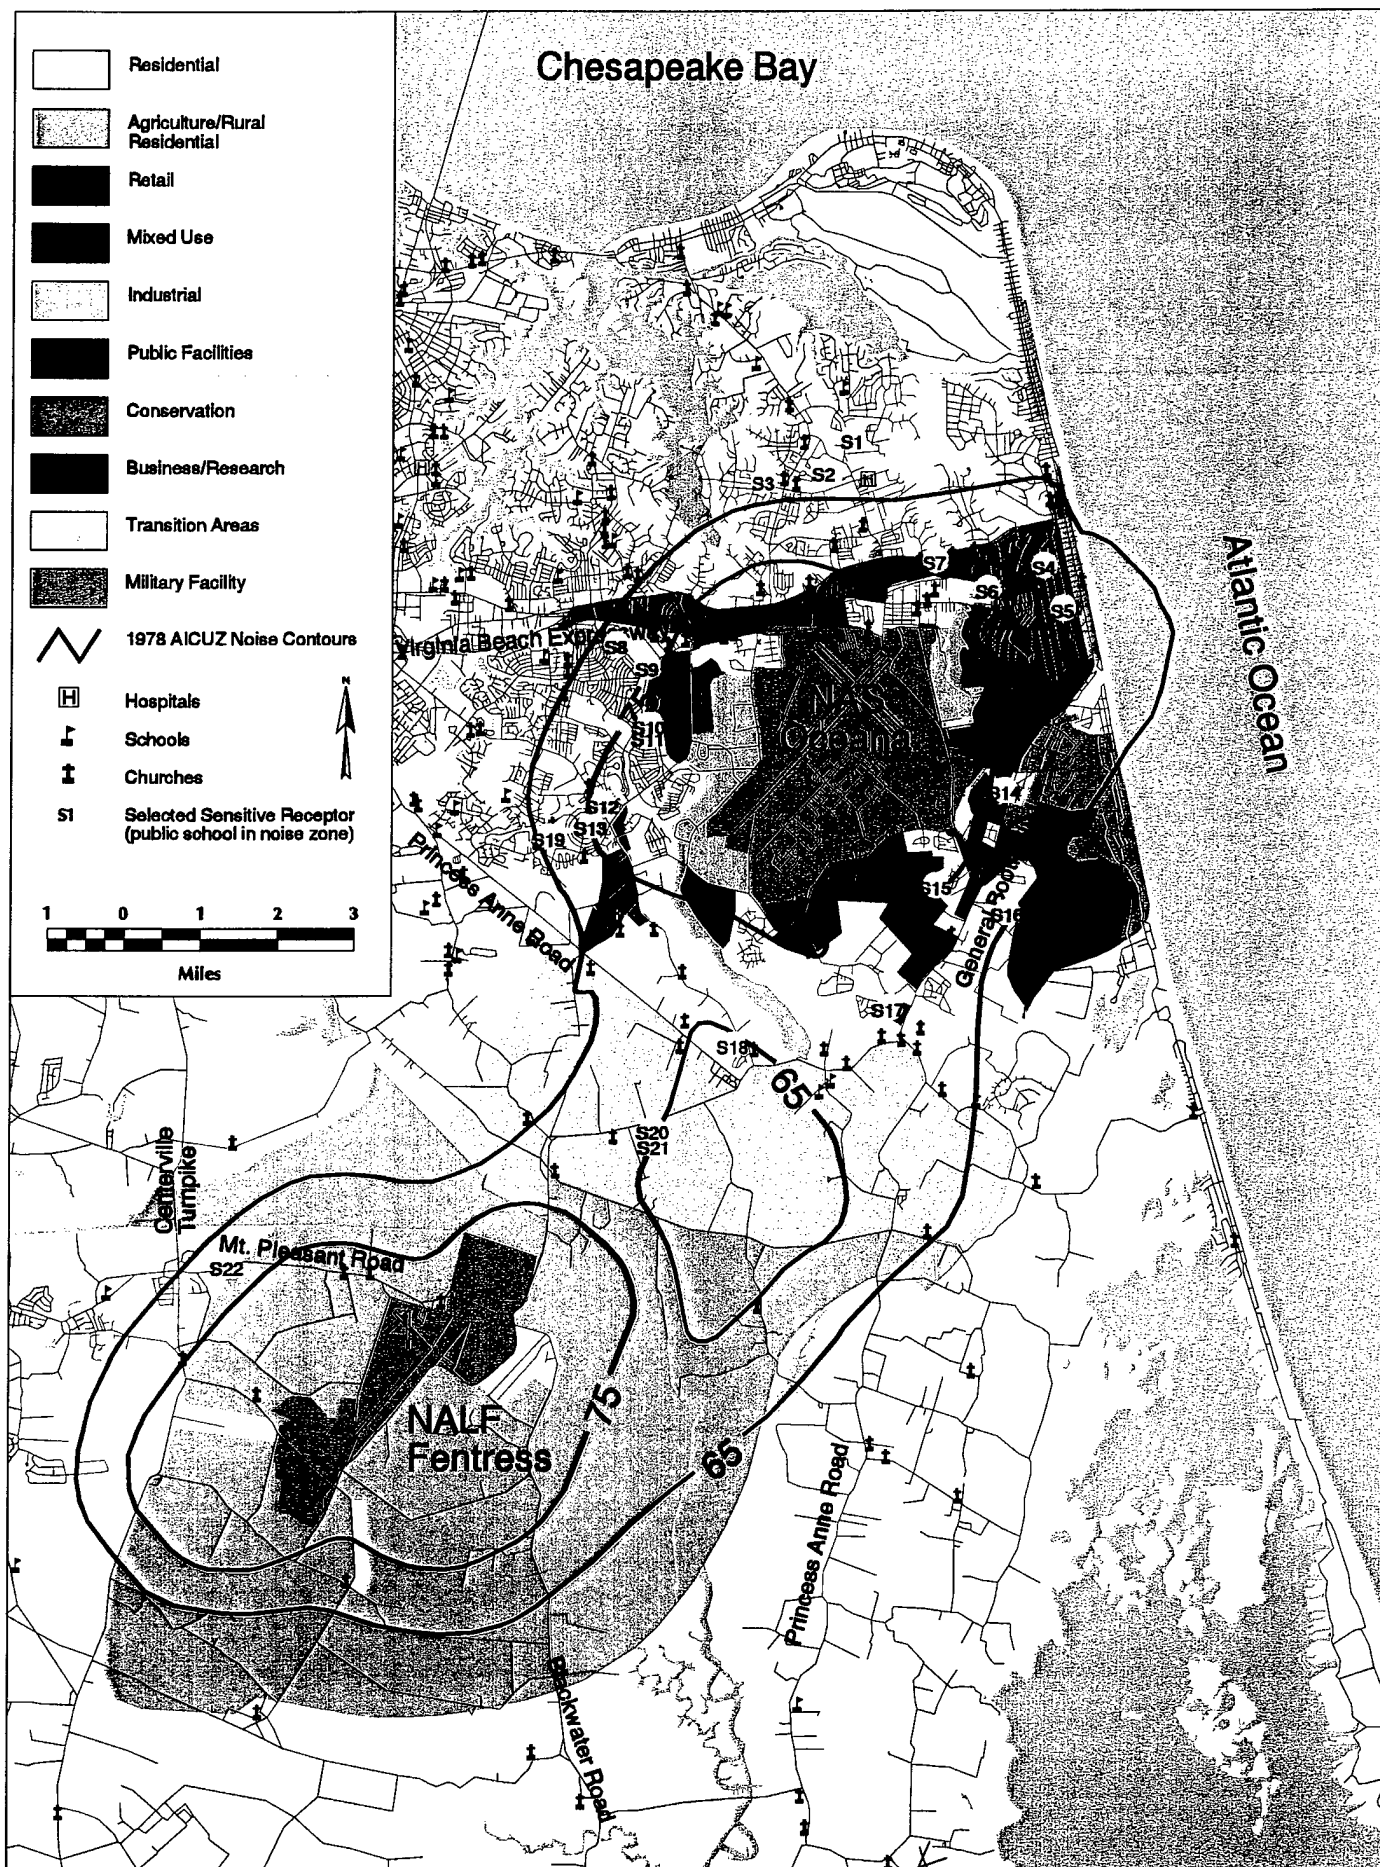 Chesapeake Bay
Residential
Agriculture/Rural
Residential
Retail
Mixed Use
Industrial
Public Facilities
Conservation
Business/Research
Transition Areas
Military Facility
1978 AICUZ Noise Contours
N
H Hospitals
Schools
Churches
S1 Selected Sensitive Receptor
(public school in noise zone)
1 0 1 2 3
Miles
S1
H
S2
S3
H
S7
S4
S6
S5
Virginia Beach
S8
S9
NAS
Oceana
S10
S11
S14
S12
S13
S19
S15
S16
Princess Anne Road
General Booth
S17
S18
65
S20
S21
Centerville
Turnpike
Mt. Pleasant Road
S22
75
NALF
Fentress
65
Princess Anne Road
Backwater Road
Atlantic Ocean